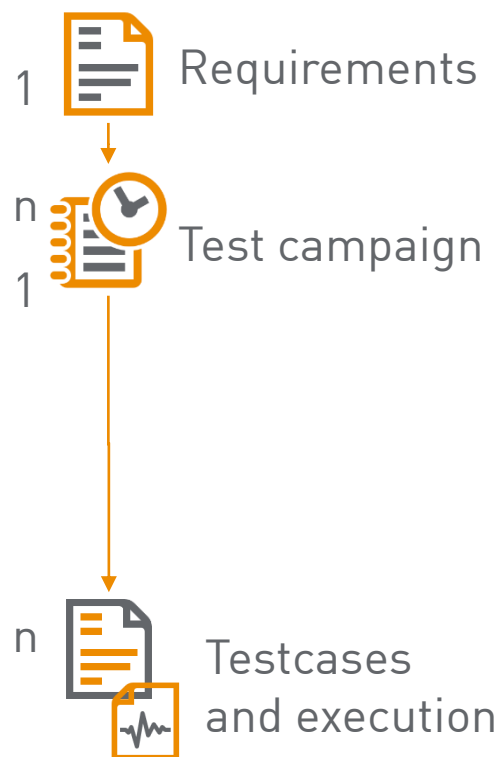 Requirements
1
n
Test campaign
1
n
Testcases
and execution